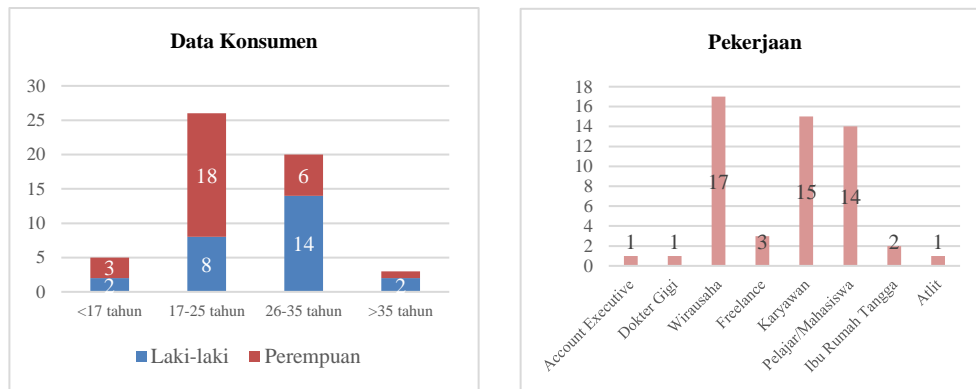 Data Konsumen
30
25
20
15
10
5
0
18
6
3
14
8
2
2
<17 tahun
17-25 tahun
26-35 tahun
>35 tahun
Laki-laki
Perempuan
Pekerjaan
18
16
14
12
10
8
6
4
2
0
1
1
17
3
15
14
2
1
Account Executive
Dokter Gigi
Wirausaha
Freelance
Karyawan
Pelajar/Mahasiswa
Ibu Rumah Tangga
Atlit